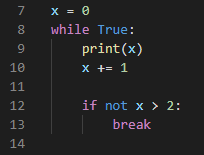 7 x = 0
8 while True:
9     print(x)
10     x += 1
11
12     if not x > 2:
13         break
14